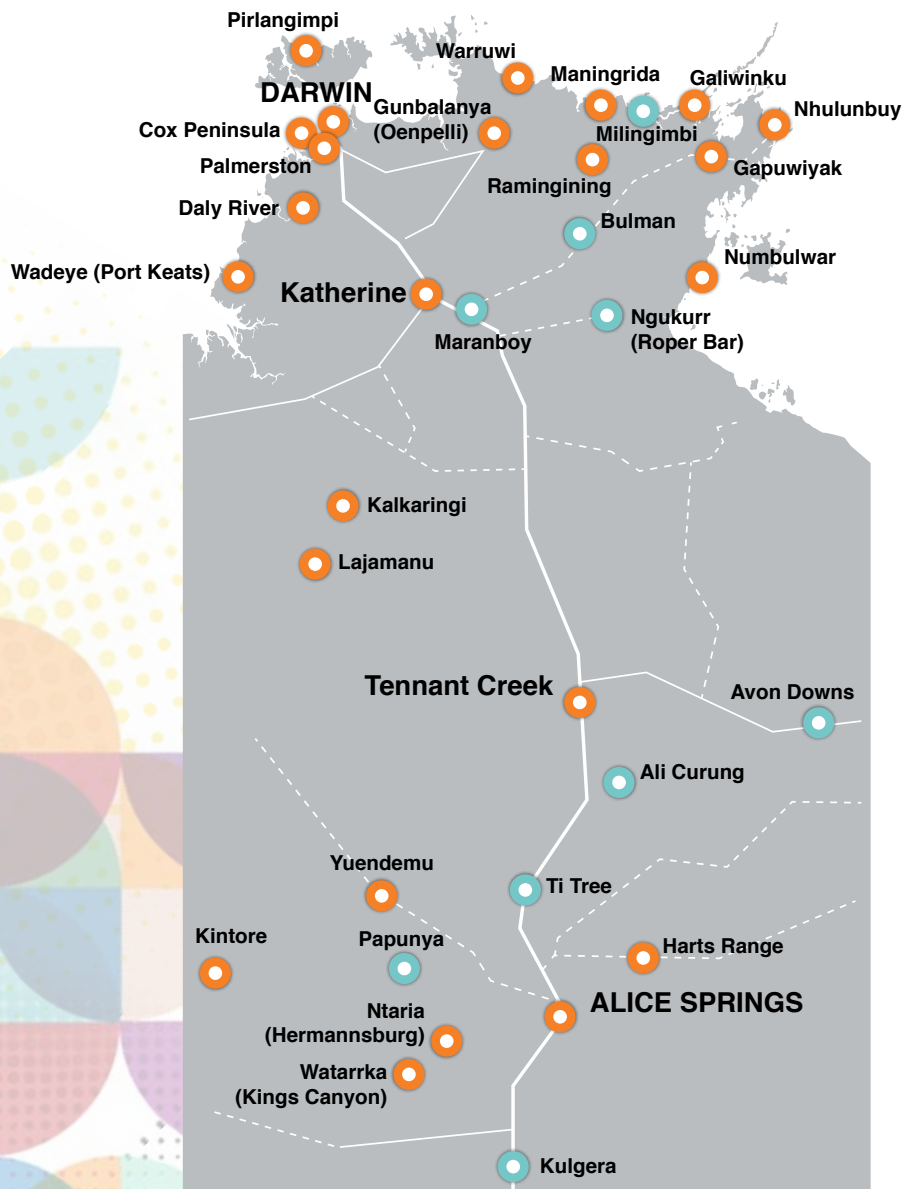 Pirlangimpi
Warruwi
Maningrida
Galiwinku
DARWIN
Gunbalanya
(Oenpelli)
Nhulunbuy
Cox Peninsula
Milingimbi
Palmerston
Gapuwiyak
Ramingining
Daly River
Bulman
Numbulwar
Wadeye (Port Keats)
Katherine
Ngukurr
(Roper Bar)
Maranboy
Kalkaringi
Lajamanu
Tennant Creek
Avon Downs
Ali Curung
Yuendemu
Ti Tree
Kintore
Papunya
Harts Range
ALICE SPRINGS
Ntaria
(Hermannsburg)
Watarrka
(Kings Canyon)
Kulgera